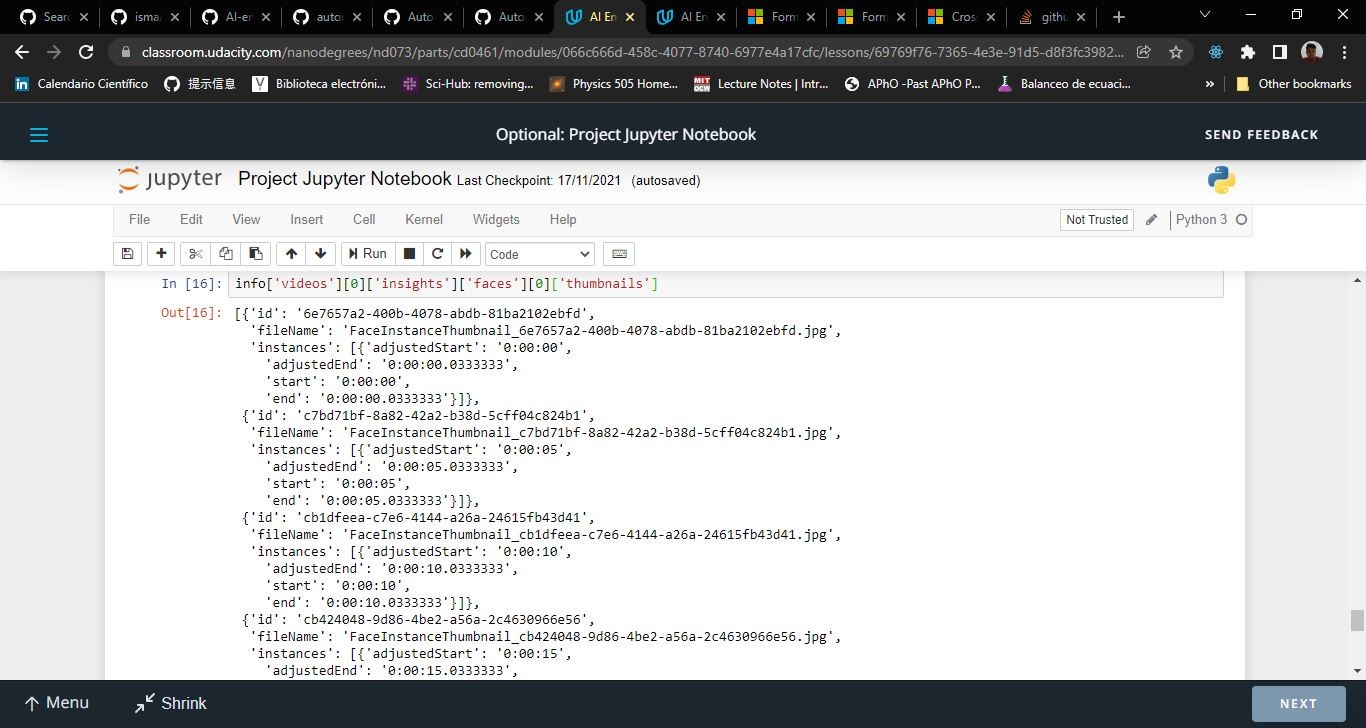 Sear
isma
AI-er
autor
Auto
Auto
AI En
AI En
Form
Form
Cros
githu
classroom.udacity.com/nanodegrees/nd073/parts/cd0461/modules/066c666d-458c-4077-8740-6977e4a17cfc/lessons/69769f76-7365-4e3e-91d5-d8f3fc3982...
Calendario Científico
提示信息
Biblioteca electróni...
Sci-Hub: removing...
Physics 505 Home...
MIT OCW Lecture Notes | Intr...
APhO -Past APhO P...
Balanceo de ecuaci...
»
Other bookmarks
Optional: Project Jupyter Notebook
SEND FEEDBACK
jupyter Project Jupyter Notebook Last Checkpoint: 17/11/2021 (autosaved)
File Edit View Insert Cell Kernel Widgets Help
Not Trusted
Python 3
Run
Code
In [16]: info['videos'][0]['insights']['faces'][0]['thumbnails']
Out[16]: [{'id': '6e7657a2-400b-4078-abdb-81ba2102ebfd',
'fileName': 'FaceInstanceThumbnail_6e7657a2-400b-4078-abdb-81ba2102ebfd.jpg',
'instances': [{'adjustedStart': '0:00:00',
'adjustedEnd': '0:00:00.0333333',
'start': '0:00:00',
'end': '0:00:00.0333333'}]},
{'id': 'c7bd71bf-8a82-42a2-b38d-5cff04c824b1',
'fileName': 'FaceInstanceThumbnail_c7bd71bf-8a82-42a2-b38d-5cff04c824b1.jpg',
'instances': [{'adjustedStart': '0:00:05',
'adjustedEnd': '0:00:05.0333333',
'start': '0:00:05',
'end': '0:00:05.0333333'}]},
{'id': 'cb1dfeea-c7e6-4144-a26a-24615fb43d41',
'fileName': 'FaceInstanceThumbnail_cb1dfeea-c7e6-4144-a26a-24615fb43d41.jpg',
'instances': [{'adjustedStart': '0:00:10',
'adjustedEnd': '0:00:10.0333333',
'start': '0:00:10',
'end': '0:00:10.0333333'}]},
{'id': 'cb424048-9d86-4be2-a56a-2c4630966e56',
'fileName': 'FaceInstanceThumbnail_cb424048-9d86-4be2-a56a-2c4630966e56.jpg',
'instances': [{'adjustedStart': '0:00:15',
'adjustedEnd': '0:00:15.0333333',
Menu
Shrink
NEXT